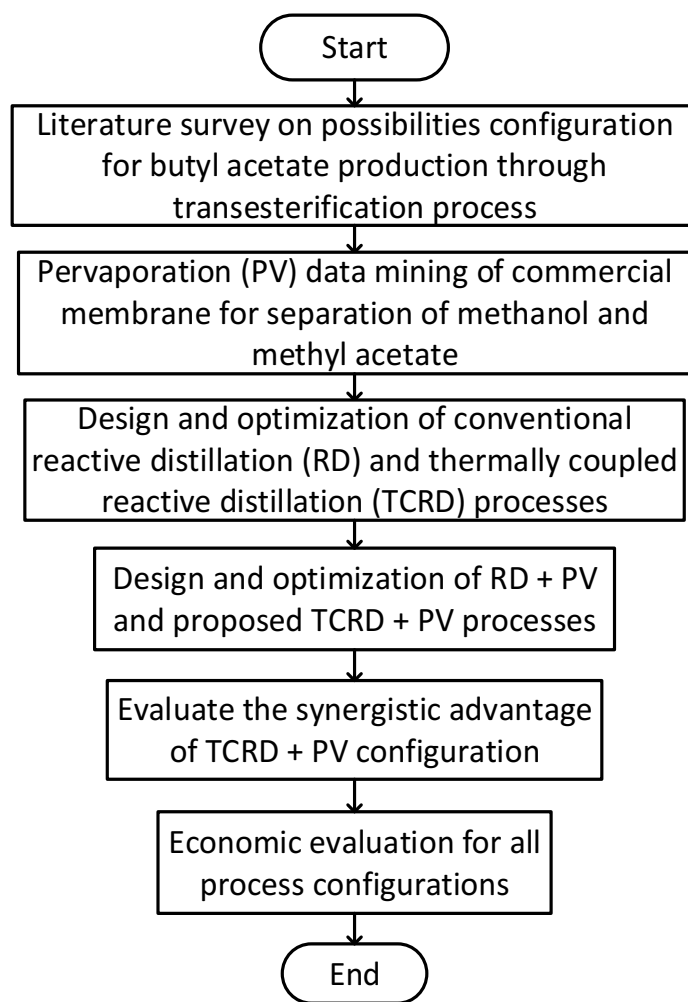 Start
Literature survey on possibilities configuration
for butyl acetate production through
transesterification process
Pervaporation (PV) data mining of commercial
membrane for separation of methanol and
methyl acetate
Design and optimization of conventional
reactive distillation (RD) and thermally coupled
reactive distillation (TCRD) processes
Design and optimization of RD + PV
and proposed TCRD + PV processes
Evaluate the synergistic advantage
of TCRD + PV configuration
Economic evaluation for all
process configurations
End